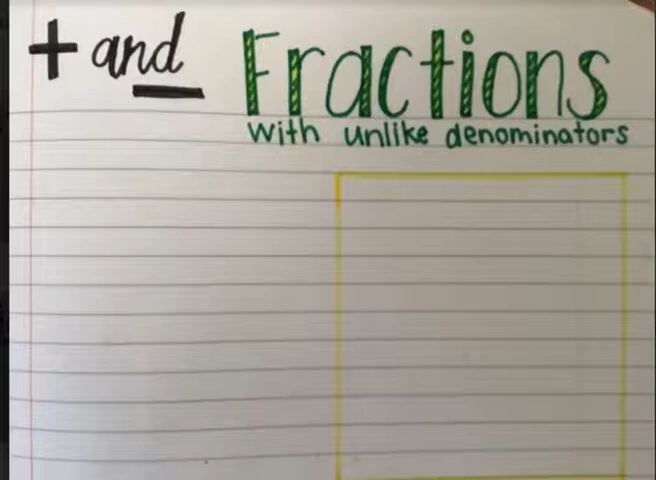 + and - Fractions
with unlike denominators